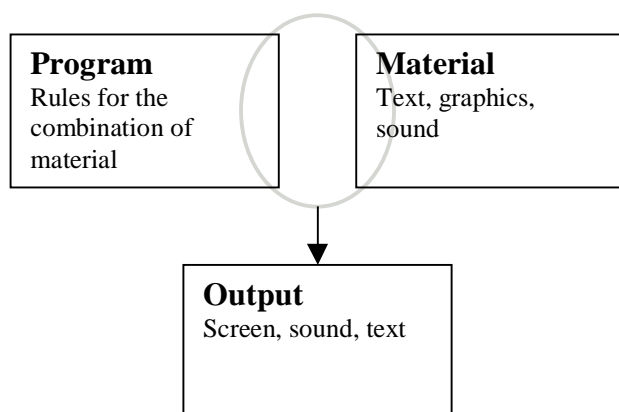 Program
Rules for the
combination of
material
Material
Text, graphics,
sound
Output
Screen, sound, text